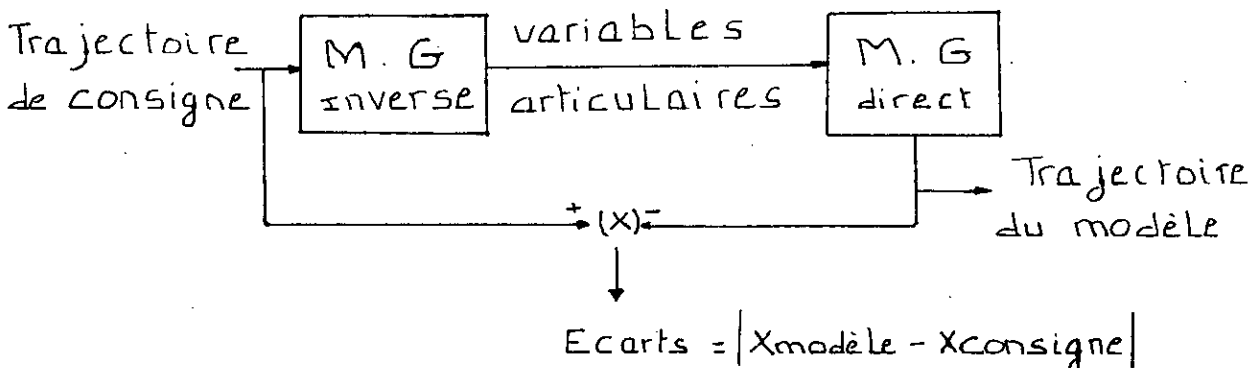 Trajectoire
de consigne
M. G
inverse
variables
articulaires
M. G
direct
Trajectoire
du modèle
+ (X) -
Ecarts = |Xmodèle - Xconsigne|